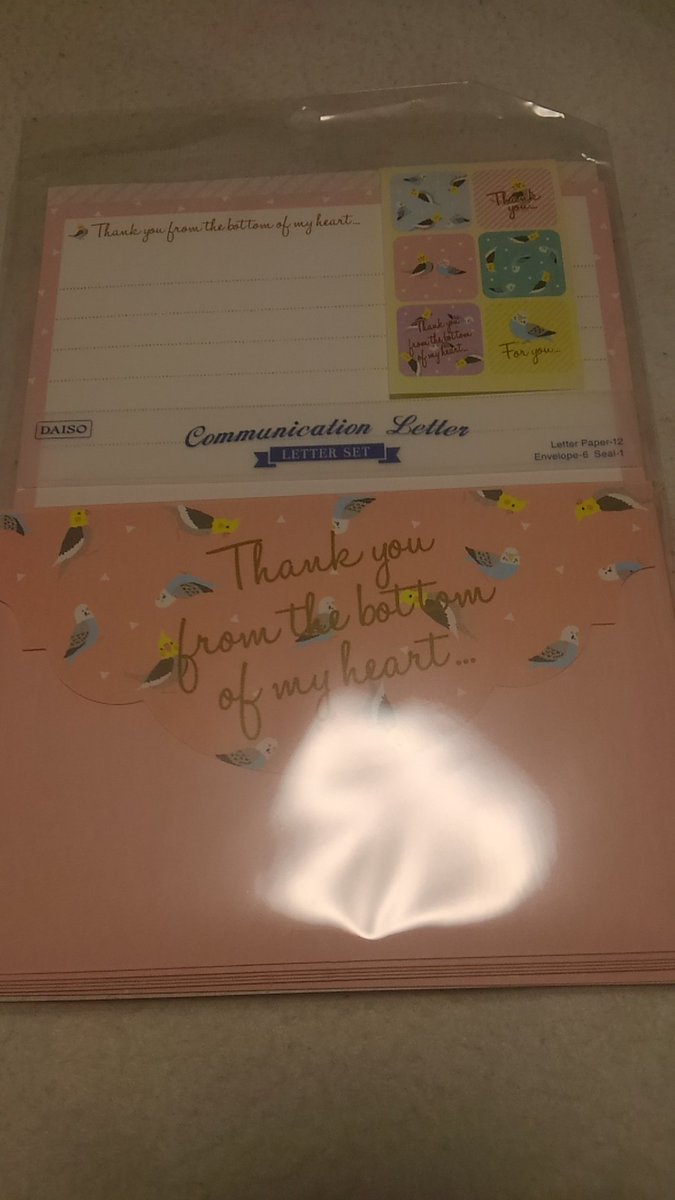 Thank you from the bottom of my heart...
Thank
you...
Thank you
from the bottom
of my heart...
For you...
DAISO
Communication Letter
LETTER SET
Letter Paper-12
Envelope-6 Seal-1
Thank you
from the bottom
of my heart...